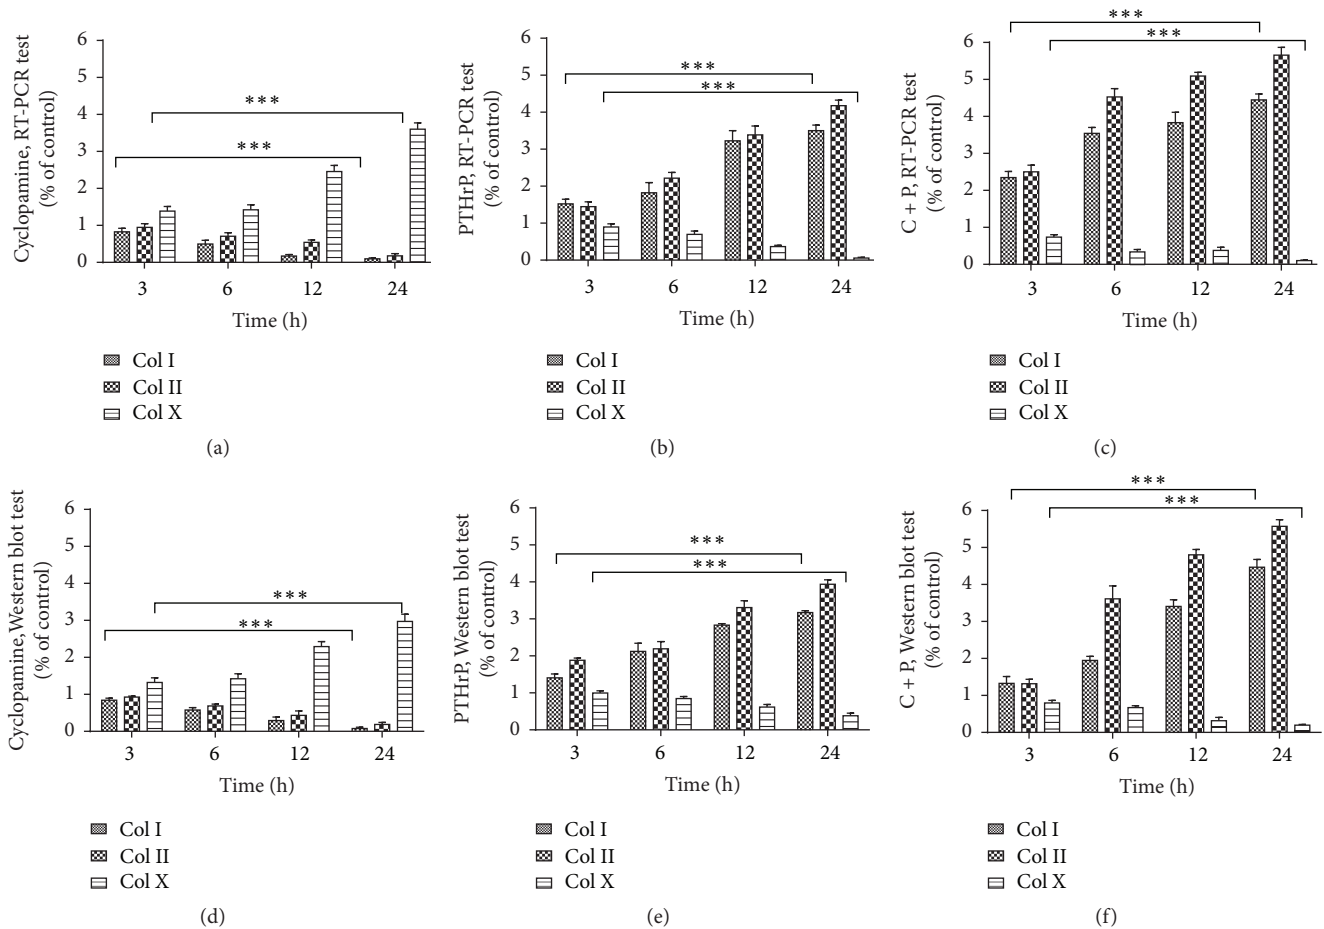 Cyclopamine, RT-PCR test
(% of control)
6
5
4
3
2
1
0
***
***
3 6 12 24
Time (h)
Col I
Col II
Col X
(a)
PTHrP, RT-PCR test
(% of control)
6
5
4
3
2
1
0
***
***
3 6 12 24
Time (h)
Col I
Col II
Col X
(b)
C + P, RT-PCR test
(% of control)
6
5
4
3
2
1
0
***
***
3 6 12 24
Time (h)
Col I
Col II
Col X
(c)
Cyclopamine,Western blot test
(% of control)
6
5
4
3
2
1
0
***
***
3 6 12 24
Time (h)
Col I
Col II
Col X
(d)
PTHrP, Western blot test
(% of control)
6
5
4
3
2
1
0
***
***
3 6 12 24
Time (h)
Col I
Col II
Col X
(e)
C + P, Western blot test
(% of control)
6
5
4
3
2
1
0
***
***
3 6 12 24
Time (h)
Col I
Col II
Col X
(f)